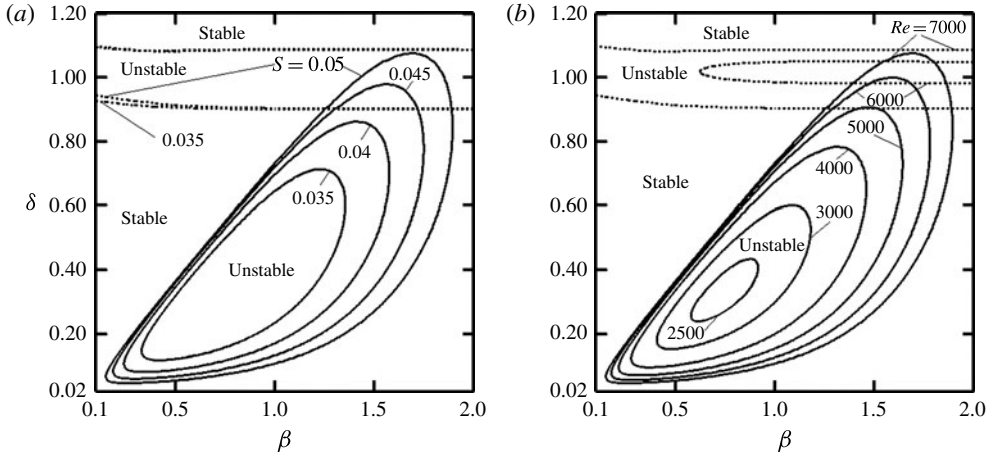 (a)
1.20
1.00
0.80
0.60
0.40
0.20
0.02
δ
Stable
Unstable
S = 0.05
0.045
0.035
0.04
0.035
Stable
Unstable
0.1
0.5
1.0
1.5
2.0
β
(b)
1.20
1.00
0.80
0.60
0.40
0.20
0.02
Stable
Re = 7000
Unstable
6000
5000
4000
Stable
3000
Unstable
2500
0.1
0.5
1.0
1.5
2.0
β